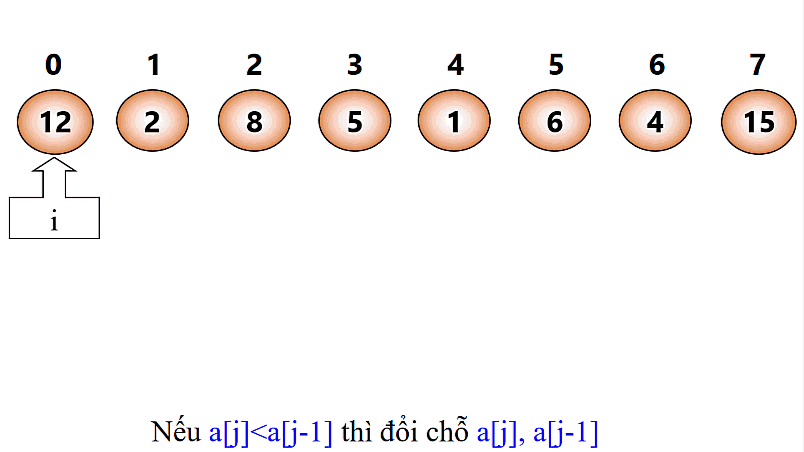 0 1 2 3 4 5 6 7
12 2 8 5 1 6 4 15
i
Nếu a[j]<a[j-1] thì đổi chỗ a[j], a[j-1]